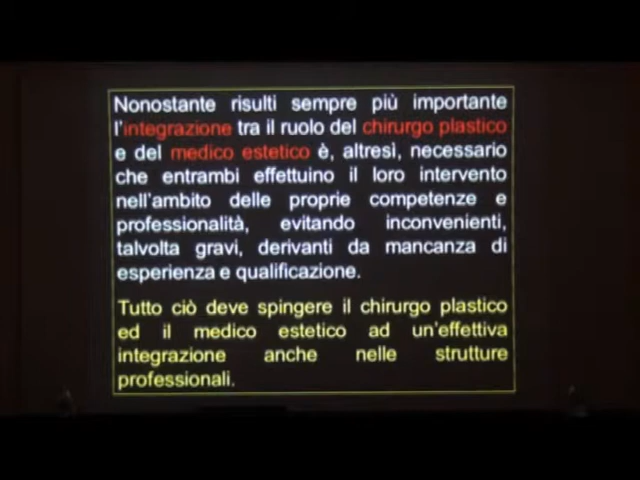 Nonostante risulti sempre più importante
l'integrazione tra il ruolo del chirurgo plastico
e del medico estetico è, altresì, necessario
che entrambi effettuino il loro intervento
nell'ambito delle proprie competenze e
professionalità, evitando inconvenienti,
talvolta gravi, derivanti da mancanza di
esperienza e qualificazione.
Tutto ciò deve spingere il chirurgo plastico
ed il medico estetico ad un'effettiva
integrazione anche nelle strutture
professionali.